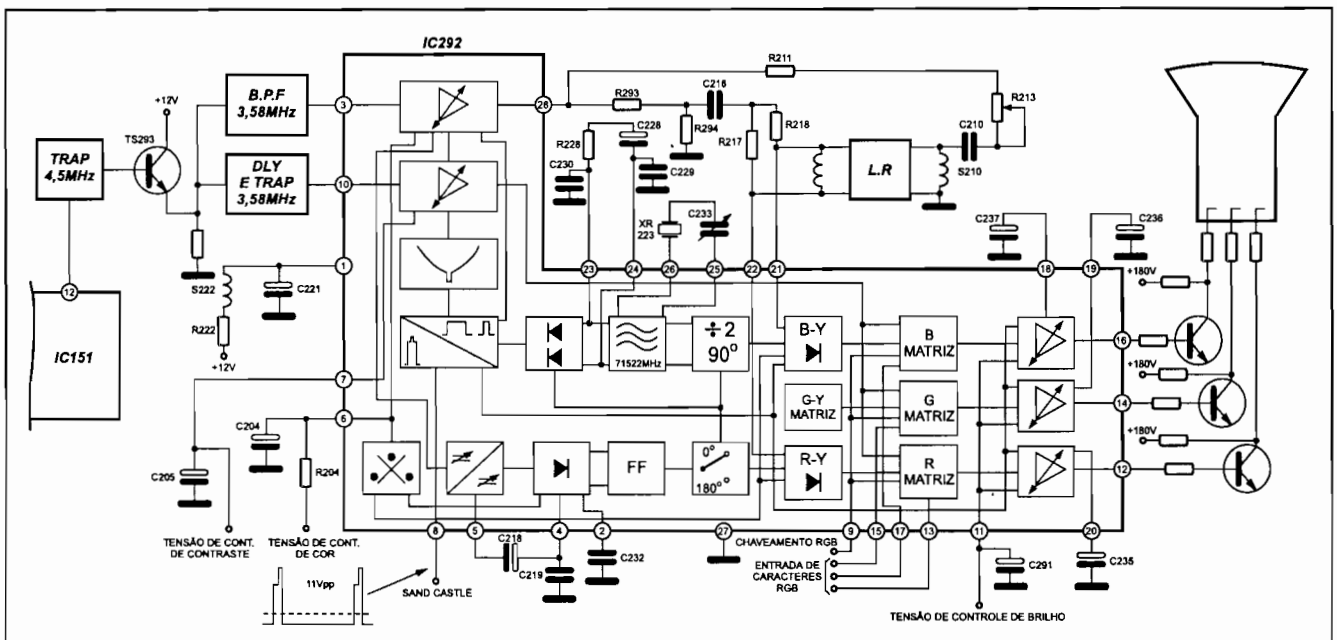 IC292
R211
B.P.F
3,58MHz
+12V
TS293
TRAP
4,5MHz
DLY
E TRAP
3,58MHz
3
28
R293
C216
R213
R228
C228
R294
R217
R218
C210
L.R
S210
C230
C229
10
XR
223
C233
C237
C236
23
24
26
25
22
21
18
19
+180V
12
IC151
S222
C221
1
R222
+12V
71522MHz
÷2
90°
B-Y
B
MATRIZ
16
+180V
7
G-Y
MATRIZ
G
MATRIZ
14
+180V
6
C204
R204
C205
FF
0°
180°
R-Y
R
MATRIZ
12
8
5
4
2
27
9
15
17
13
11
20
TENSÃO DE CONT.
DE CONTRASTE
TENSÃO DE CONT.
DE COR
C218
C219
C232
CHAVEAMENTO RGB
ENTRADA DE
CARACTERES
RGB
C291
C235
11Vpp
SAND CASTLE
TENSÃO DE CONTROLE DE BRILHO